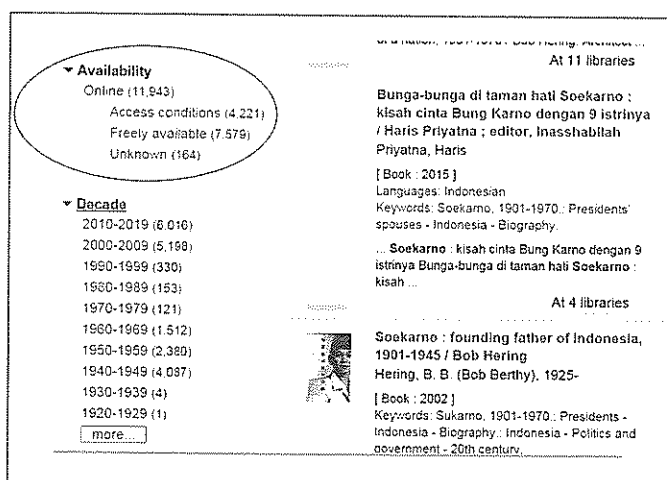 ▼ Availability
Online (11,943)
Access conditions (4,221)
Freely available (7,579)
Unknown (164)
▼ Decade
2010-2019 (6,016)
2000-2009 (5,198)
1990-1999 (330)
1980-1989 (153)
1970-1979 (121)
1960-1969 (1,512)
1950-1959 (2,380)
1940-1949 (4,087)
1930-1939 (4)
1920-1929 (1)
more...
Bob Hering. Architect ...
At 11 libraries
Bunga-bunga di taman hati Soekarno :
kisah cinta Bung Karno dengan 9 istrinya
/ Haris Priyatna ; editor, Inasshabilah
Priyatna, Haris
[ Book : 2015 ]
Languages: Indonesian
Keywords: Soekarno, 1901-1970.; Presidents'
spouses - Indonesia - Biography.
... Soekarno : kisah cinta Bung Karno dengan 9
istrinya Bunga-bunga di taman hati Soekarno :
kisah ...
At 4 libraries
Soekarno : founding father of Indonesia,
1901-1945 / Bob Hering
Hering, B. B. (Bob Berthy), 1925-
[ Book : 2002 ]
Keywords: Sukarno, 1901-1970.; Presidents -
Indonesia - Biography.; Indonesia - Politics and
government - 20th century.